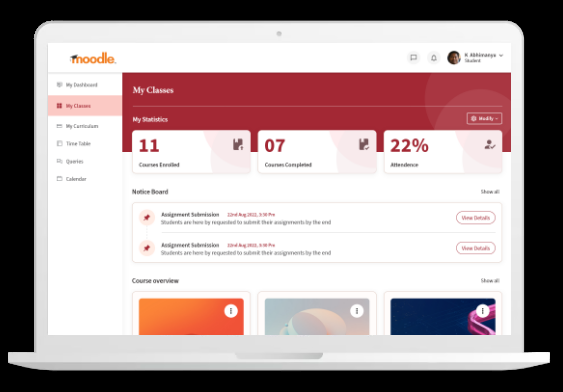 moodle.
K Abhimanyu
Student
My Dashboard
My Classes
My Curriculum
Time Table
Queries
Calendar
My Classes
My Statistics
Modify
11
Courses Enrolled
07
Courses Completed
22%
Attendence
Notice Board
Show all
Assignment Submission 22nd Aug 2022, 3:30 Pm
Students are here by requested to submit their assignments by the end
View Details
Assignment Submission 22nd Aug 2022, 3:30 Pm
Students are here by requested to submit their assignments by the end
View Details
Course overview
Show all